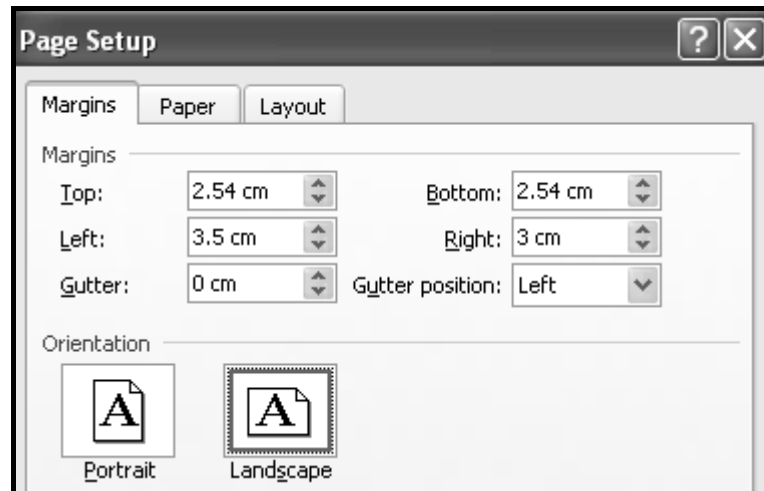 Page Setup
Margins Paper Layout
Margins
Top: 2.54 cm Bottom: 2.54 cm
Left: 3.5 cm Right: 3 cm
Gutter: 0 cm Gutter position: Left
Orientation
A A
Portrait Landscape